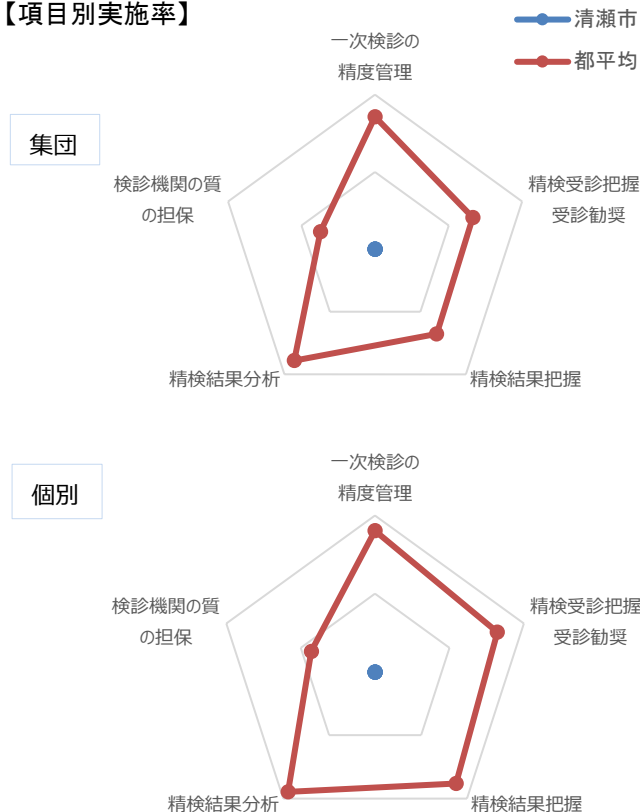 【項目別実施率】
清瀬市
都平均
集団
一次検診の
精度管理
精検受診把握
受診勧奨
精検結果把握
精検結果分析
検診機関の質
の担保
個別
一次検診の
精度管理
精検受診把握
受診勧奨
精検結果把握
精検結果分析
検診機関の質
の担保